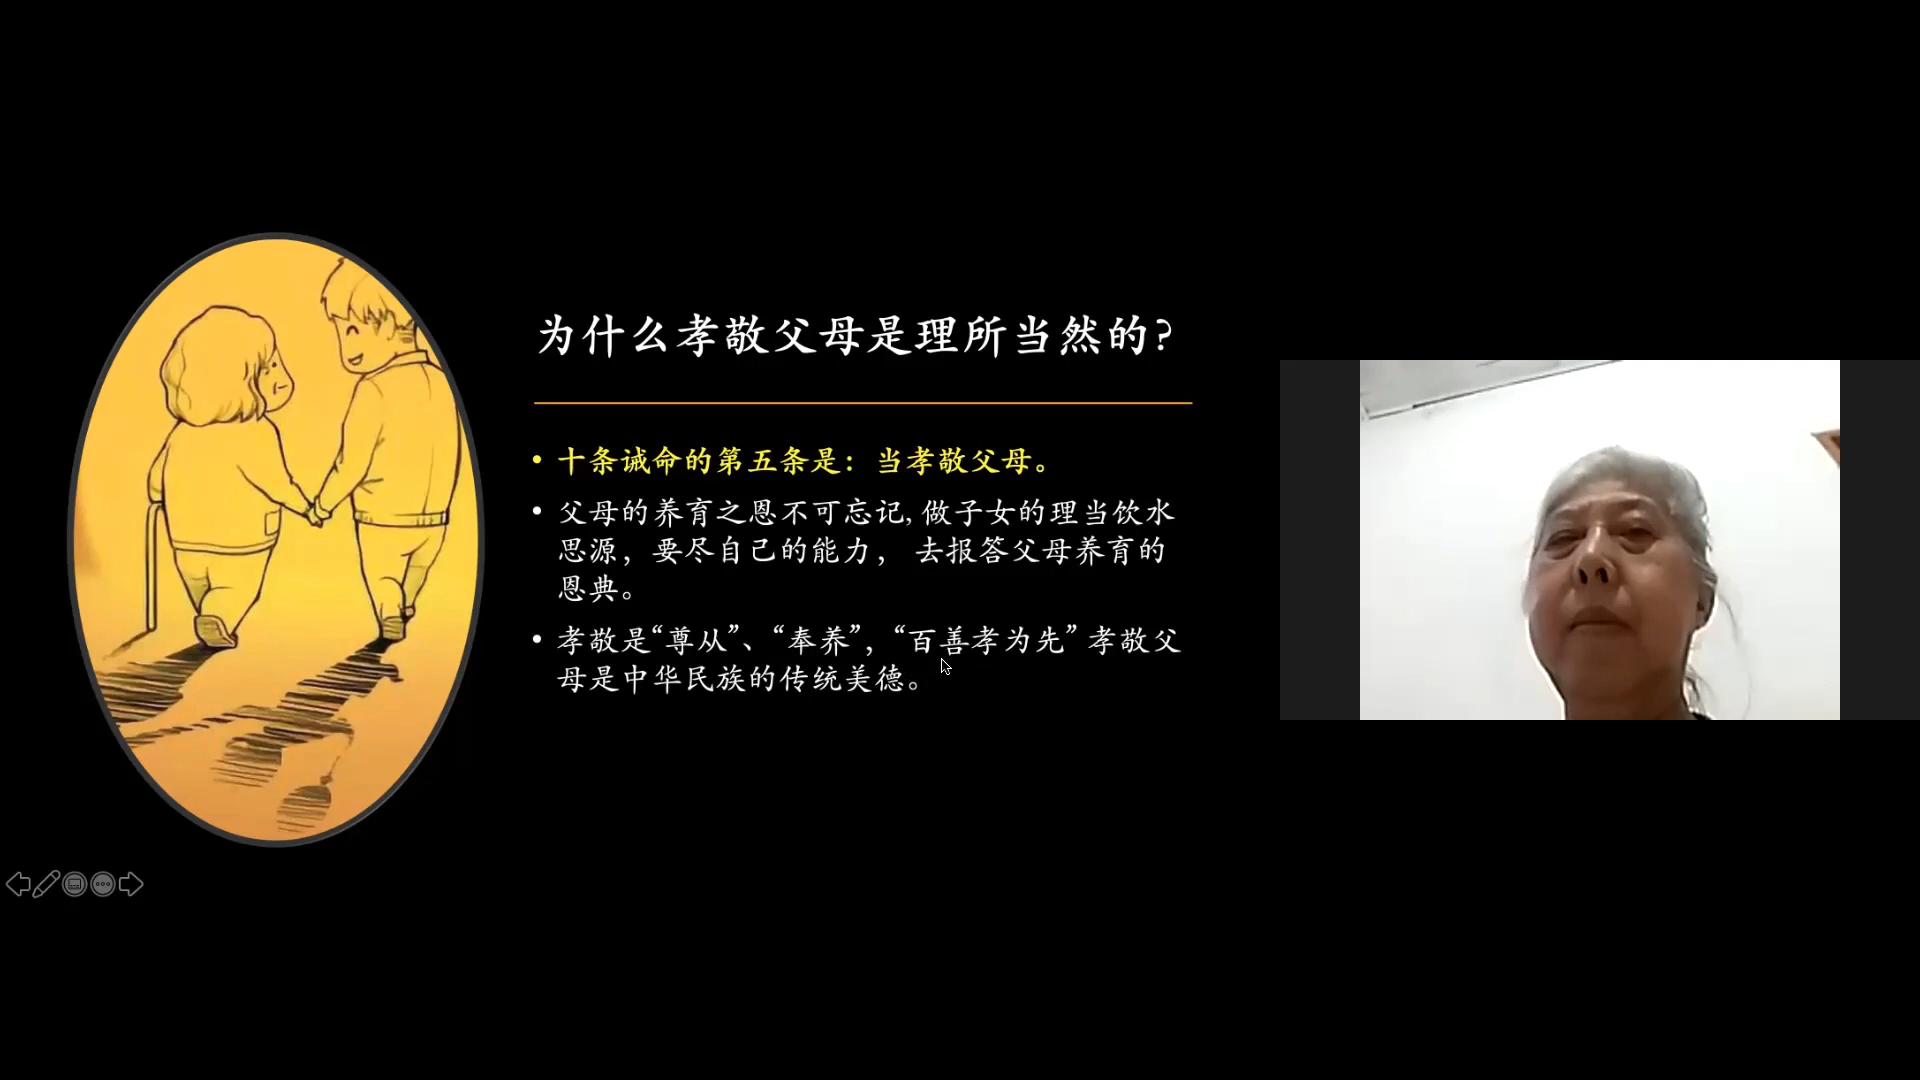 为什么孝敬父母是理所当然的?
• 十条诫命的第五条是：当孝敬父母。
• 父母的养育之恩不可忘记, 做子女的理当饮水
思源，要尽自己的能力， 去报答父母养育的
恩典。
• 孝敬是“尊从”、“奉养”，“百善孝为先” 孝敬父
母是中华民族的传统美德。